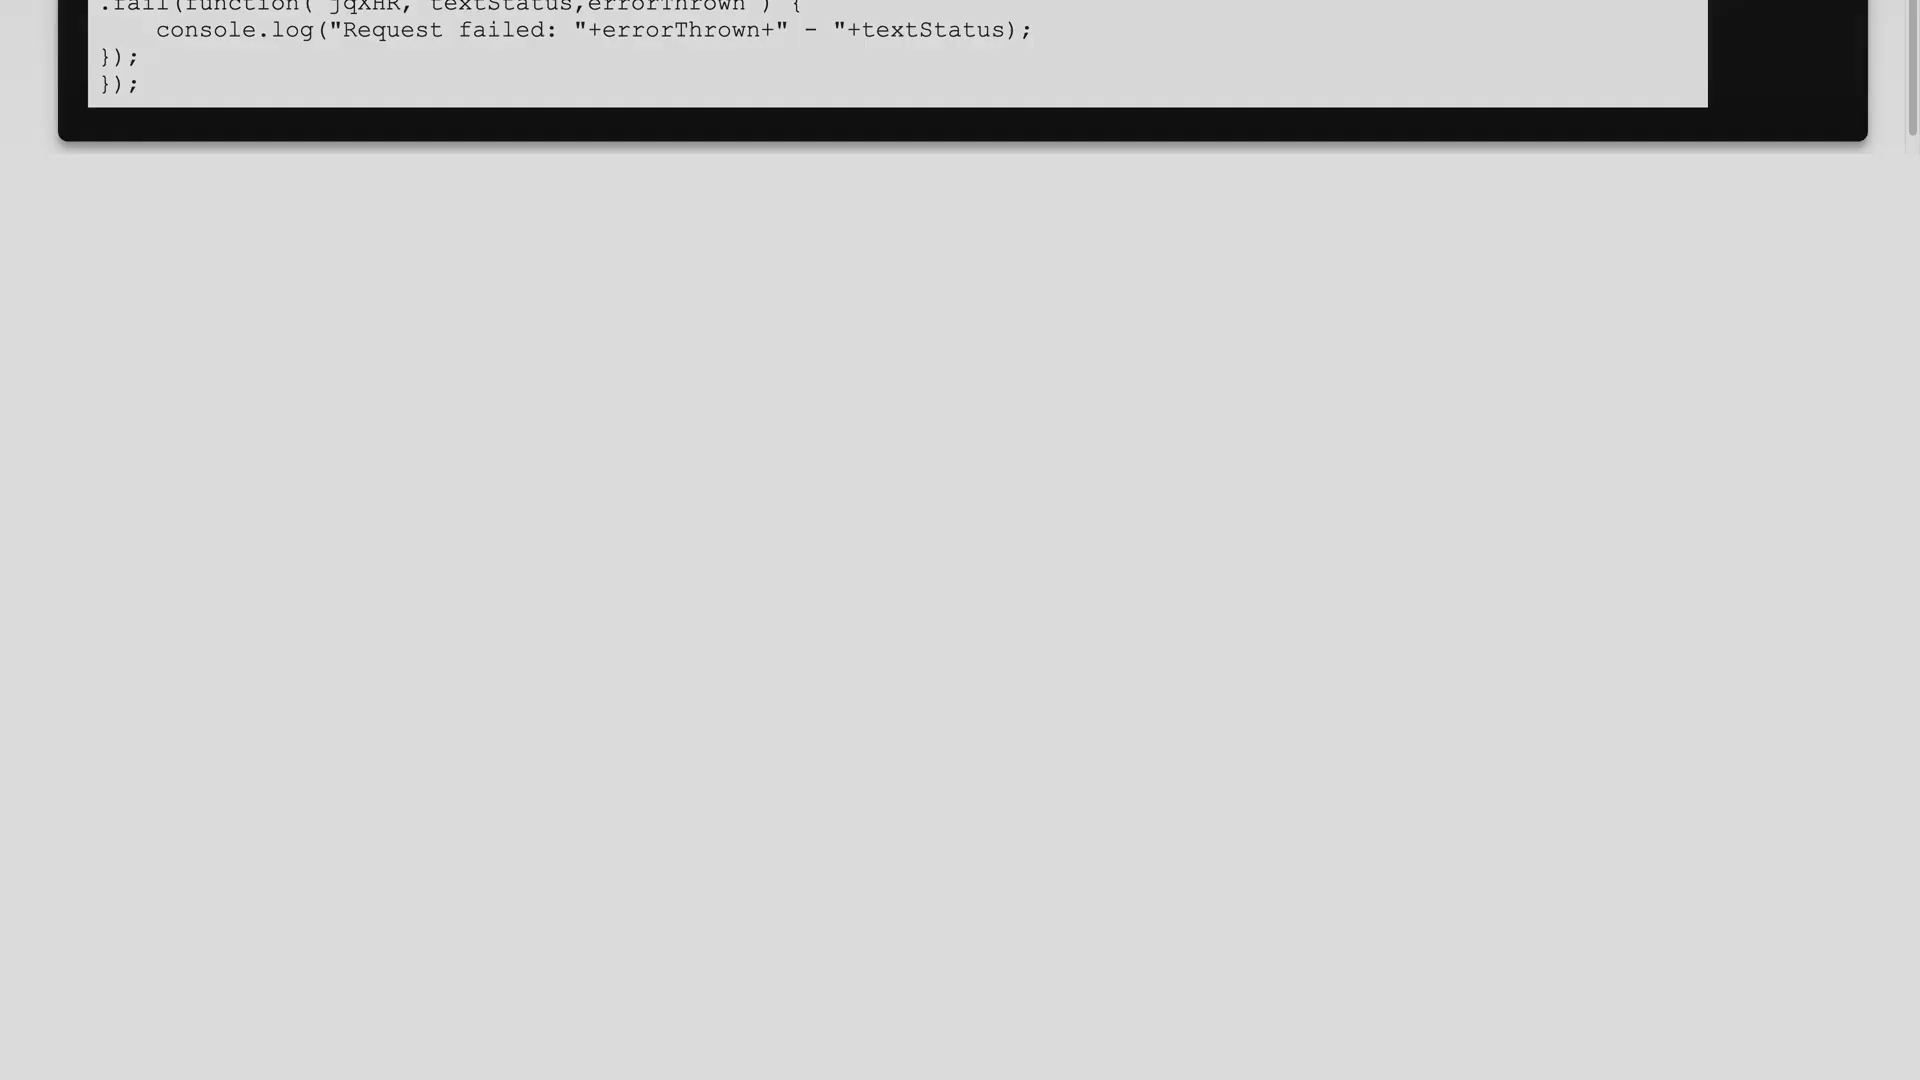 .fail(function( jqXHR, textStatus,errorThrown ) {
    console.log("Request failed: "+errorThrown+" - "+textStatus);
});
});